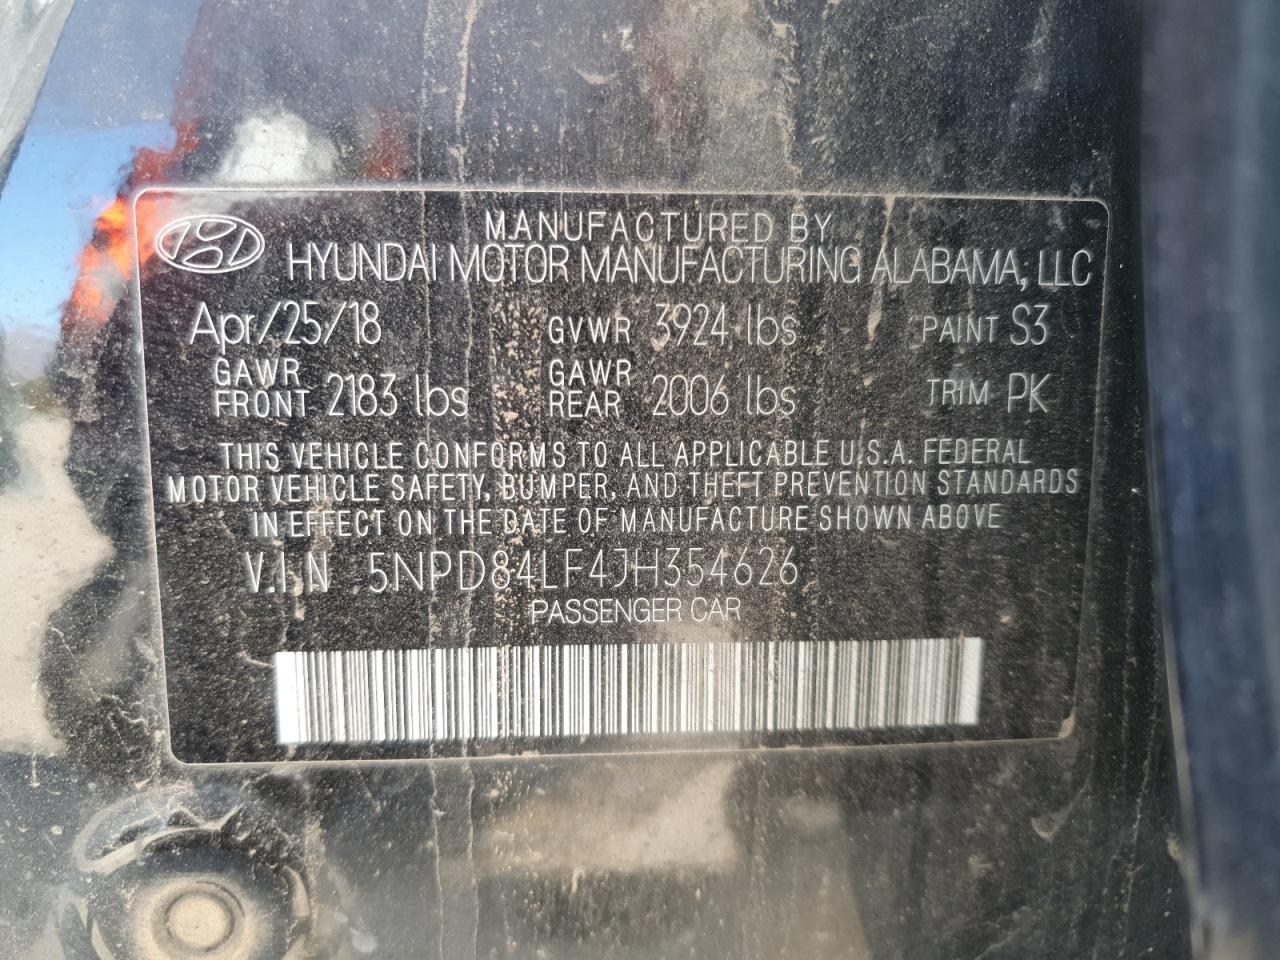 MANUFACTURED BY
HYUNDAI MOTOR MANUFACTURING ALABAMA, LLC
Apr/25/18 GVWR 3924 lbs PAINT S3
GAWR FRONT 2183 lbs GAWR REAR 2006 lbs TRIM PK
THIS VEHICLE CONFORMS TO ALL APPLICABLE U.S.A. FEDERAL
MOTOR VEHICLE SAFETY, BUMPER, AND THEFT PREVENTION STANDARDS
IN EFFECT ON THE DATE OF MANUFACTURE SHOWN ABOVE
V.I.N 5NPD84LF4JH354626
PASSENGER CAR